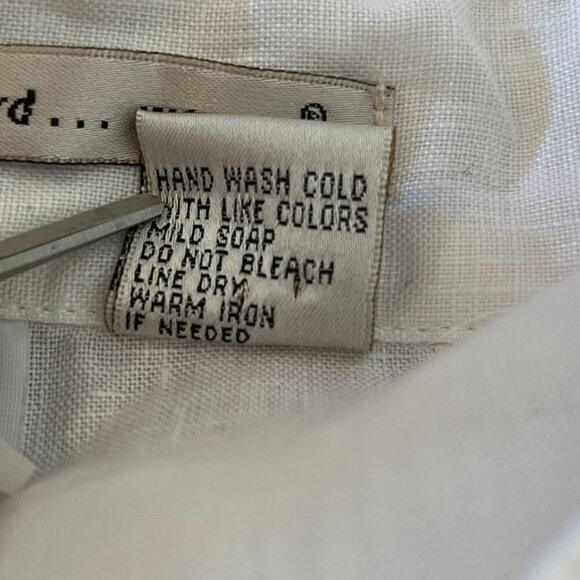 ...
®
HAND WASH COLD
WITH LIKE COLORS
MILD SOAP
DO NOT BLEACH
LINE DRY
WARM IRON
IF NEEDED